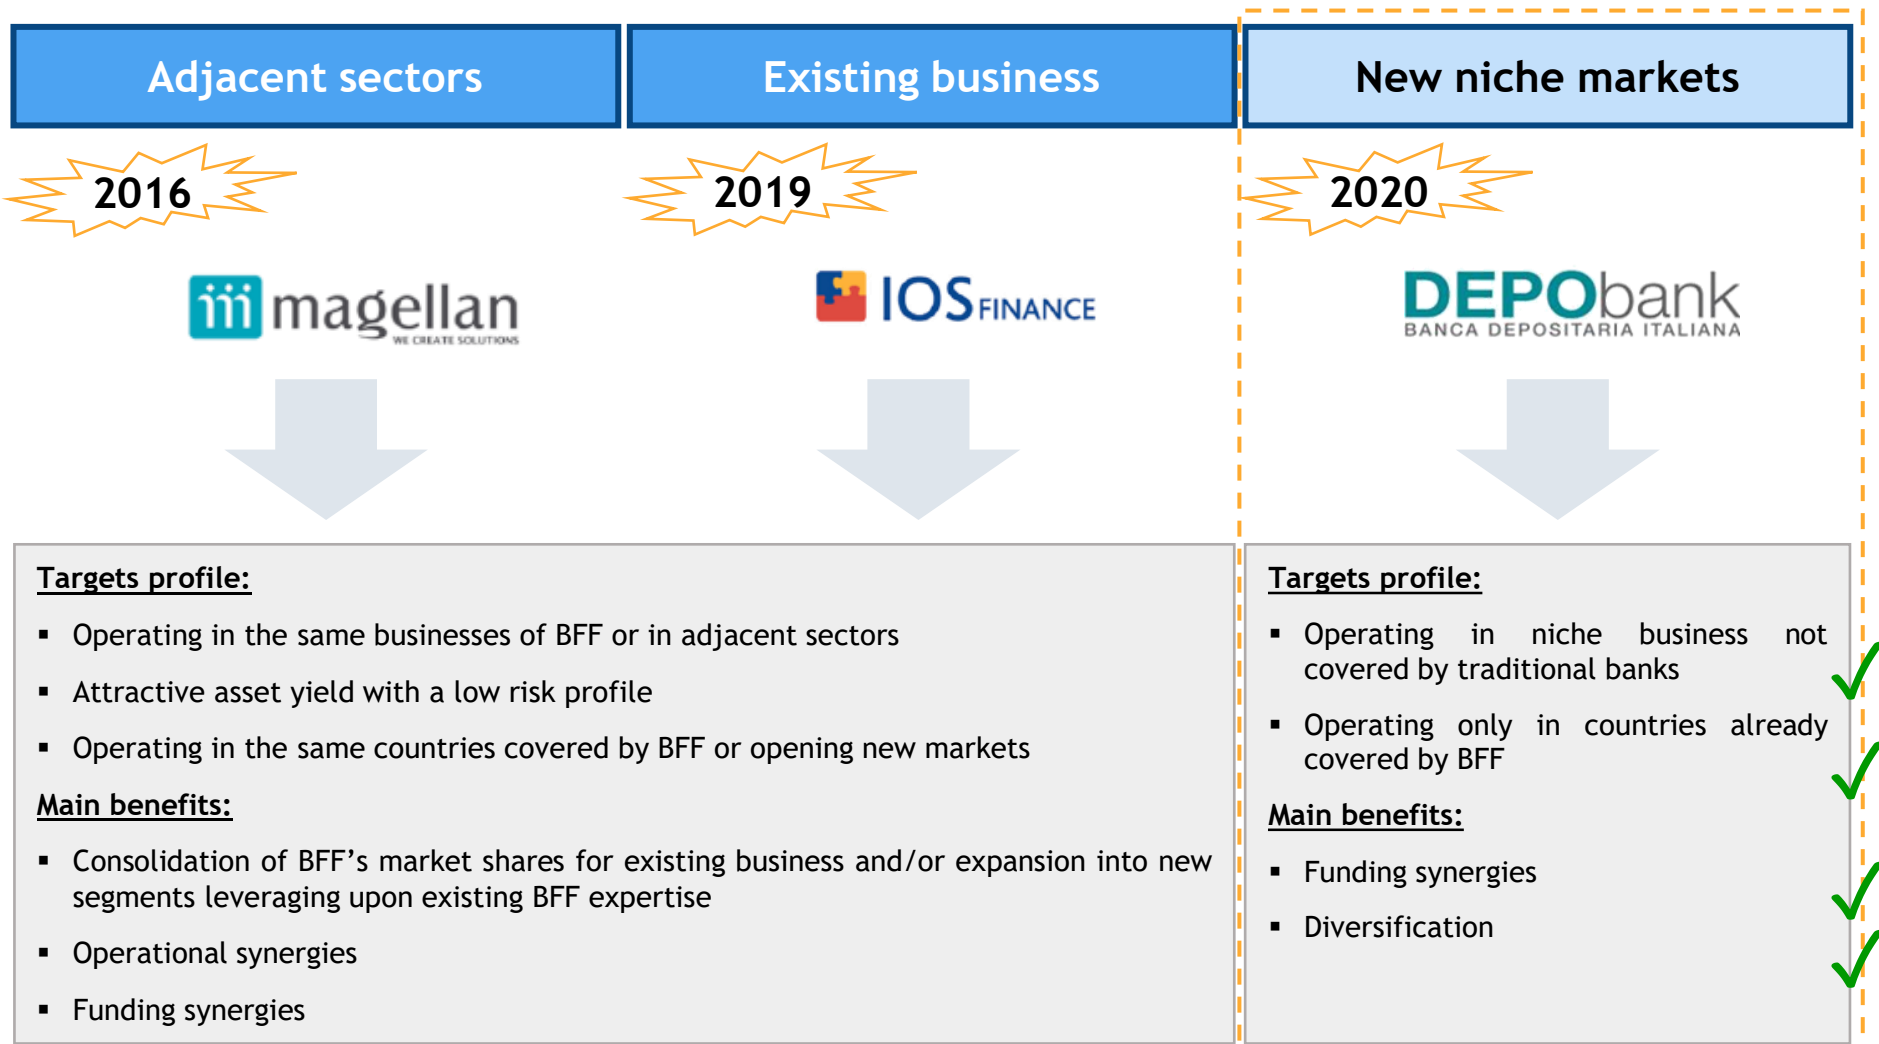 Adjacent sectors
Existing business
New niche markets
2016
2019
2020
magellan
WE CREATE SOLUTIONS
IOS FINANCE
DEPObank
BANCA DEPOSITARIA ITALIANA
Targets profile:
▪ Operating in the same businesses of BFF or in adjacent sectors
▪ Attractive asset yield with a low risk profile
▪ Operating in the same countries covered by BFF or opening new markets
Main benefits:
▪ Consolidation of BFF’s market shares for existing business and/or expansion into new
segments leveraging upon existing BFF expertise
▪ Operational synergies
▪ Funding synergies
Targets profile:
▪ Operating in niche business not
covered by traditional banks
▪ Operating only in countries already
covered by BFF
Main benefits:
▪ Funding synergies
▪ Diversification